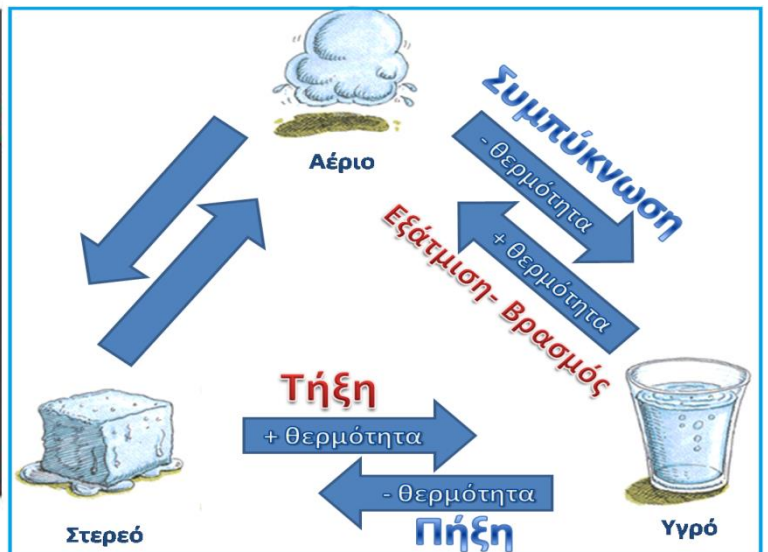 Αέριο
Συμπύκνωση
- θερμότητα
+ θερμότητα
Εξάτμιση- Βρασμός
Τήξη
+ θερμότητα
- θερμότητα
Πήξη
Στερεό
Υγρό